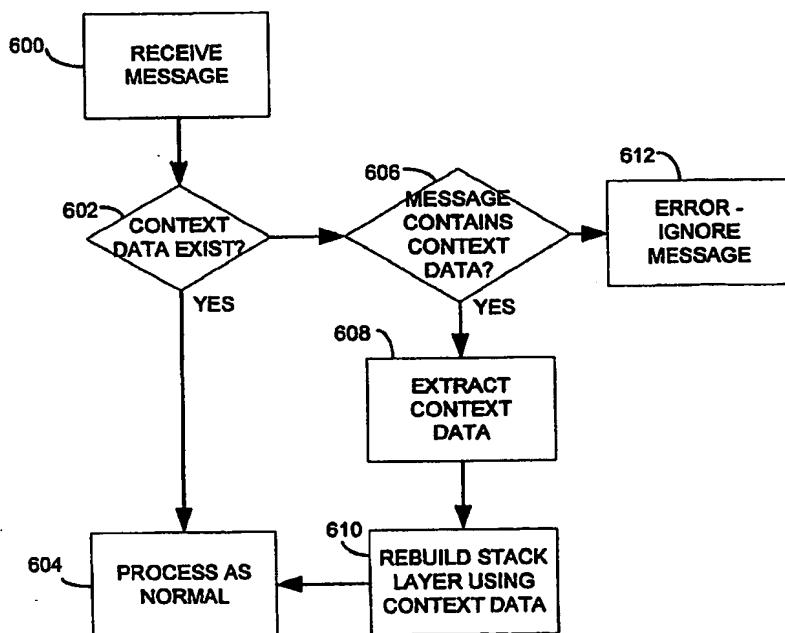 600
RECEIVE
MESSAGE
602
CONTEXT
DATA EXIST?
YES
606
MESSAGE
CONTAINS
CONTEXT
DATA?
YES
612
ERROR -
IGNORE
MESSAGE
608
EXTRACT
CONTEXT
DATA
610
REBUILD STACK
LAYER USING
CONTEXT DATA
604
PROCESS AS
NORMAL